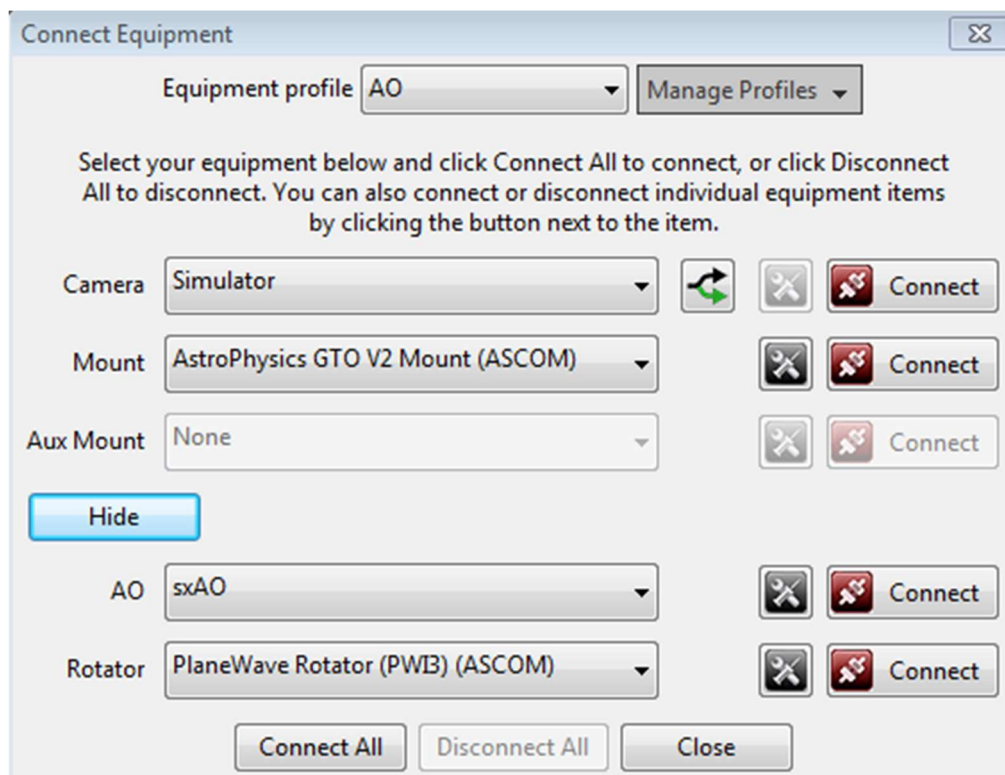 Connect Equipment
Equipment profile AO Manage Profiles
Select your equipment below and click Connect All to connect, or click Disconnect
All to disconnect. You can also connect or disconnect individual equipment items
by clicking the button next to the item.
Camera Simulator Connect
Mount AstroPhysics GTO V2 Mount (ASCOM) Connect
Aux Mount None Connect
Hide
AO sxAO Connect
Rotator PlaneWave Rotator (PWI3) (ASCOM) Connect
Connect All Disconnect All Close